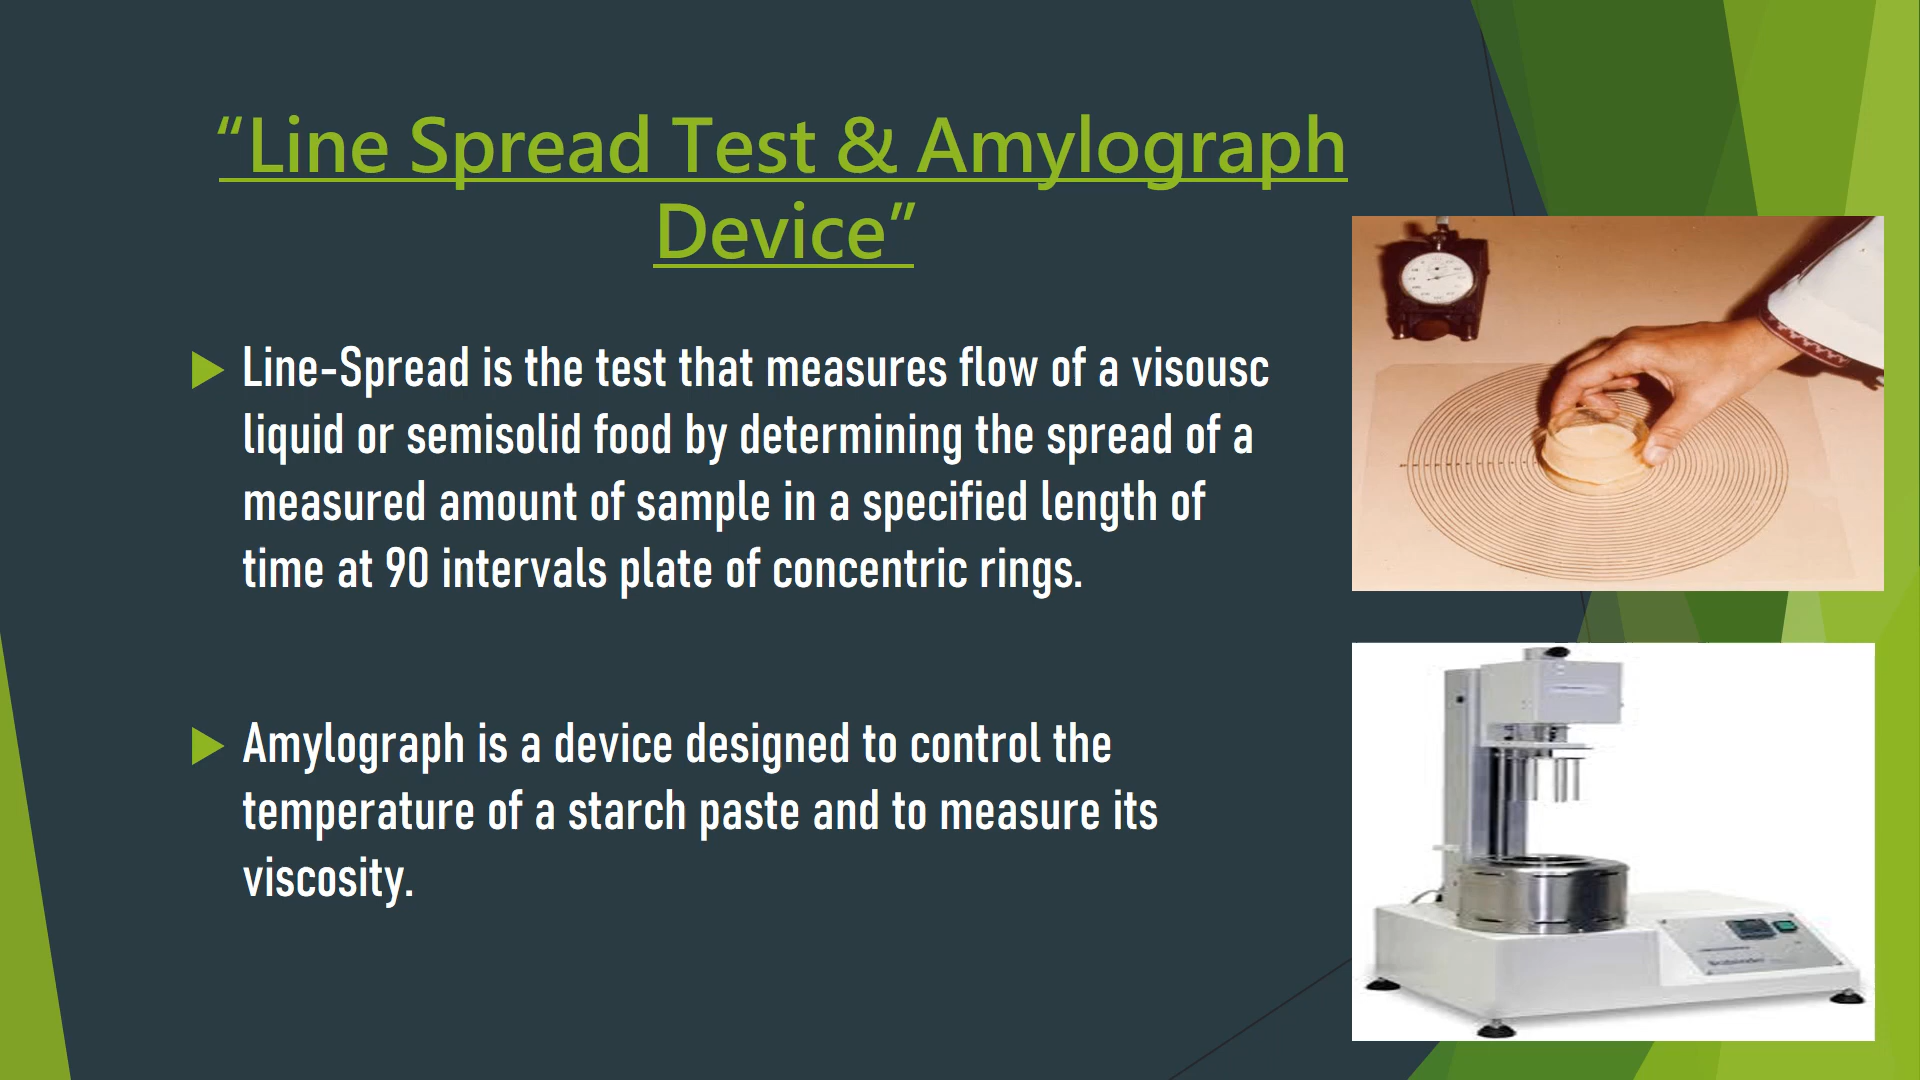 “Line Spread Test & Amylograph
Device”
Line-Spread is the test that measures flow of a visousc
liquid or semisolid food by determining the spread of a
measured amount of sample in a specified length of
time at 90 intervals plate of concentric rings.
Amylograph is a device designed to control the
temperature of a starch paste and to measure its
viscosity.